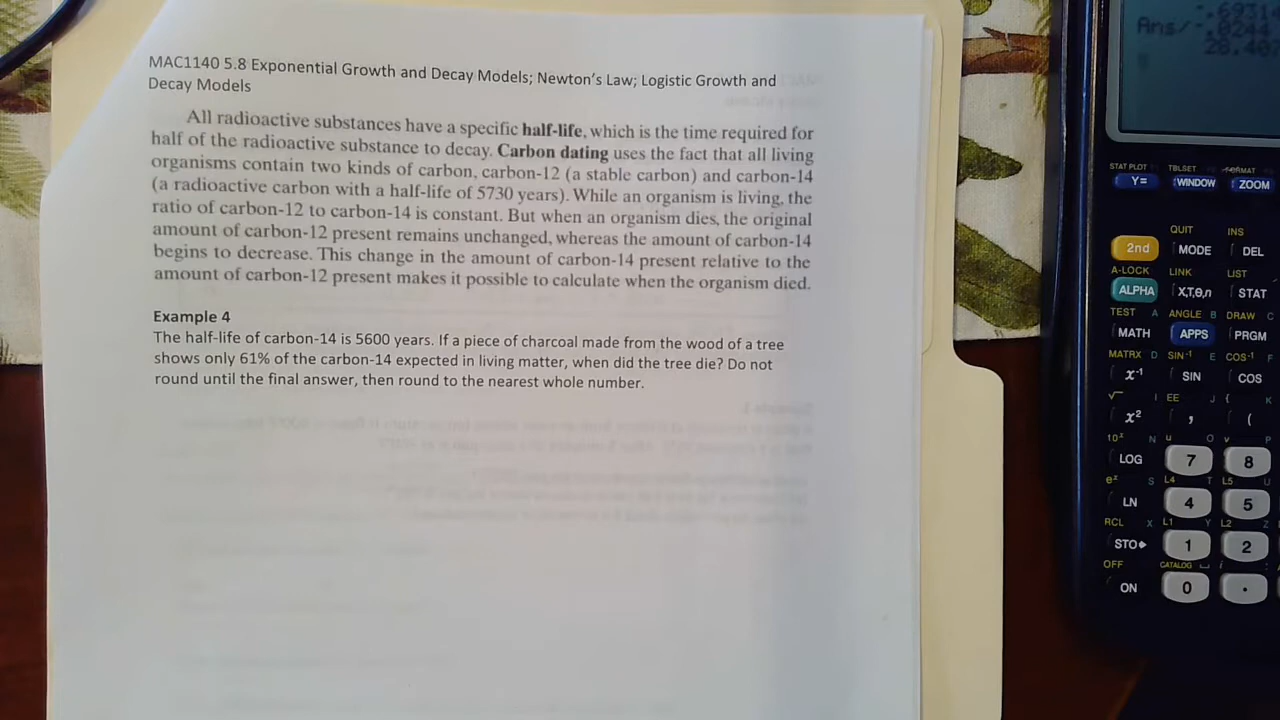 MAC1140 5.8 Exponential Growth and Decay Models; Newton's Law; Logistic Growth and
Decay Models
All radioactive substances have a specific half-life, which is the time required for
half of the radioactive substance to decay. Carbon dating uses the fact that all living
organisms contain two kinds of carbon, carbon-12 (a stable carbon) and carbon-14
(a radioactive carbon with a half-life of 5730 years). While an organism is living, the
ratio of carbon-12 to carbon-14 is constant. But when an organism dies, the original
amount of carbon-12 present remains unchanged, whereas the amount of carbon-14
begins to decrease. This change in the amount of carbon-14 present relative to the
amount of carbon-12 present makes it possible to calculate when the organism died.
Example 4
The half-life of carbon-14 is 5600 years. If a piece of charcoal made from the wood of a tree
shows only 61% of the carbon-14 expected in living matter, when did the tree die? Do not
round until the final answer, then round to the nearest whole number.
Ans/
STAT PLOT TBLSET FORMAT
Y= WINDOW ZOOM
QUIT INS
2nd MODE DEL
A-LOCK LINK LIST
ALPHA X,T,θ,n STAT
TEST A ANGLE B DRAW C
MATH APPS PRGM
MATRX D SIN⁻¹ E COS⁻¹ F
x⁻¹ SIN COS
√ I EE J { K
x² , (
10ˣ N u O v P
LOG 7 8
eˣ S L4 T L5 U
LN 4 5
RCL X L1 Y L2 Z
STO▸ 1 2
OFF CATALOG i :
ON 0 .